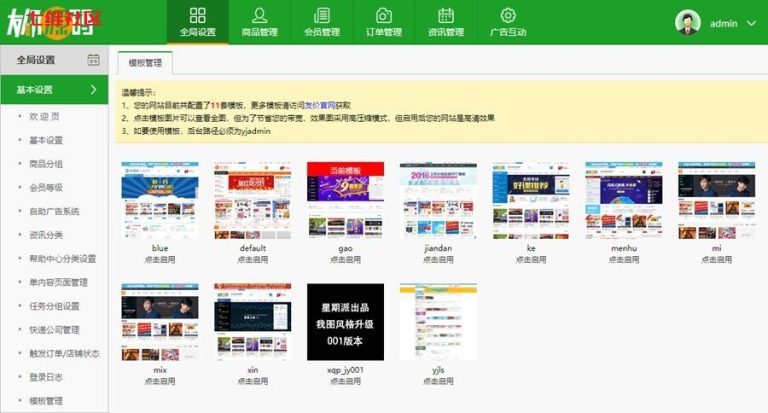 七维社区
全局设置
商品管理
会员管理
订单管理
资讯管理
广告互动
admin
全局设置
模板管理
基本设置
温馨提示：
1、您的网站目前共配置了11套模板，更多模板请访问友价官网获取
2、点击模板图片可以查看全图，但为了节省您的带宽，效果图采用高压缩模式，但启用后您的网站是高清效果
3、如要使用模板，后台路径必须为yjadmin
欢迎页
基本设置
商品分组
会员等级
自助广告系统
资讯分类
帮助中心分类设置
单内容页面管理
任务分组设置
快递公司管理
触发订单/店铺状态
登录日志
模板管理
当前模板
2016
blue
default
gao
jiandan
ke
menhu
mi
点击启用
点击启用
点击启用
点击启用
点击启用
点击启用
点击启用
星期派出品
我图风格升级
001版本
mix
xin
xqp_jy001
yjls
点击启用
点击启用
点击启用
点击启用